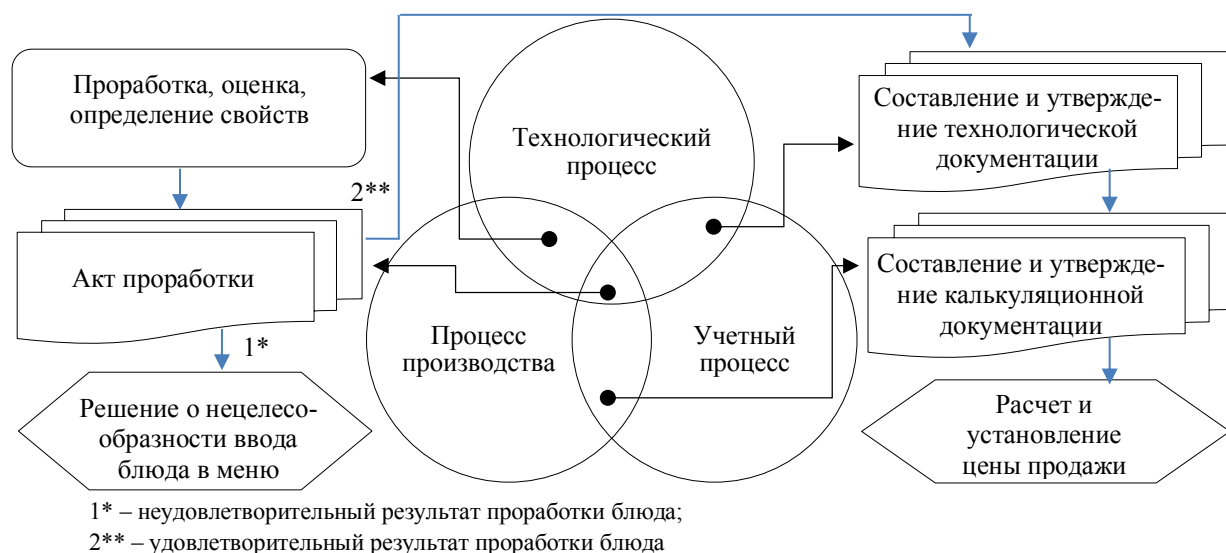 Проработка, оценка,
определение свойств
2**
Акт проработки
1*
Решение о нецелесо-
образности ввода
блюда в меню
Технологический
процесс
Процесс
производства
Учетный
процесс
Составление и утвержде-
ние технологической
документации
Составление и утвержде-
ние калькуляционной
документации
Расчет и
установление
цены продажи
1* – неудовлетворительный результат проработки блюда;
2** – удовлетворительный результат проработки блюда